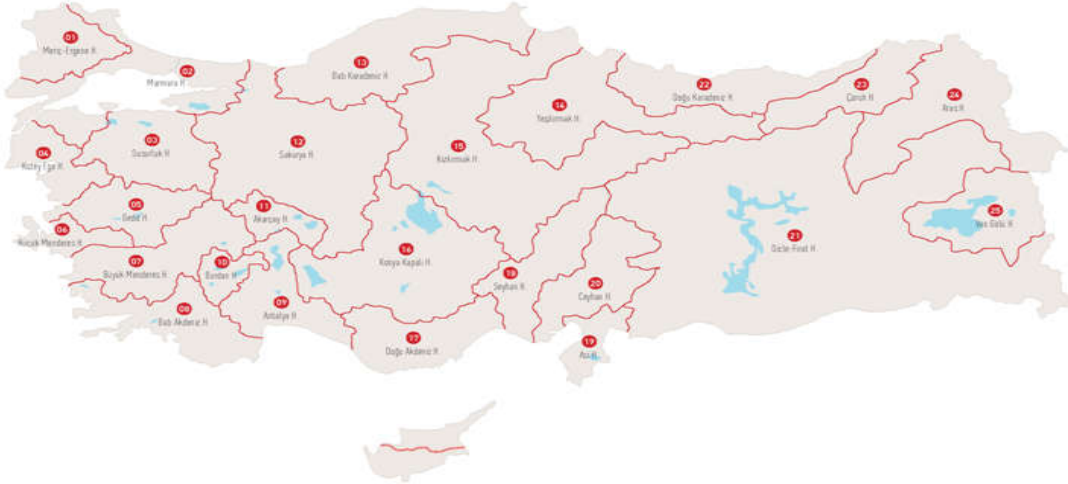 01
Meriç-Ergene H.
02
Marmara H.
03
Susurluk H.
04
Kuzey Ege H.
05
Gediz H.
06
Küçük Menderes H.
07
Büyük Menderes H.
08
Batı Akdeniz H.
09
Antalya H.
10
Burdur H.
11
Akarçay H.
12
Sakarya H.
13
Batı Karadeniz H.
14
Yeşilırmak H.
15
Kızılırmak H.
16
Konya Kapalı H.
17
Doğu Akdeniz H.
18
Seyhan H.
19
Asi H.
20
Ceyhan H.
21
Dicle-Fırat H.
22
Doğu Karadeniz H.
23
Çoruh H.
24
Aras H.
25
Van Gölü H.